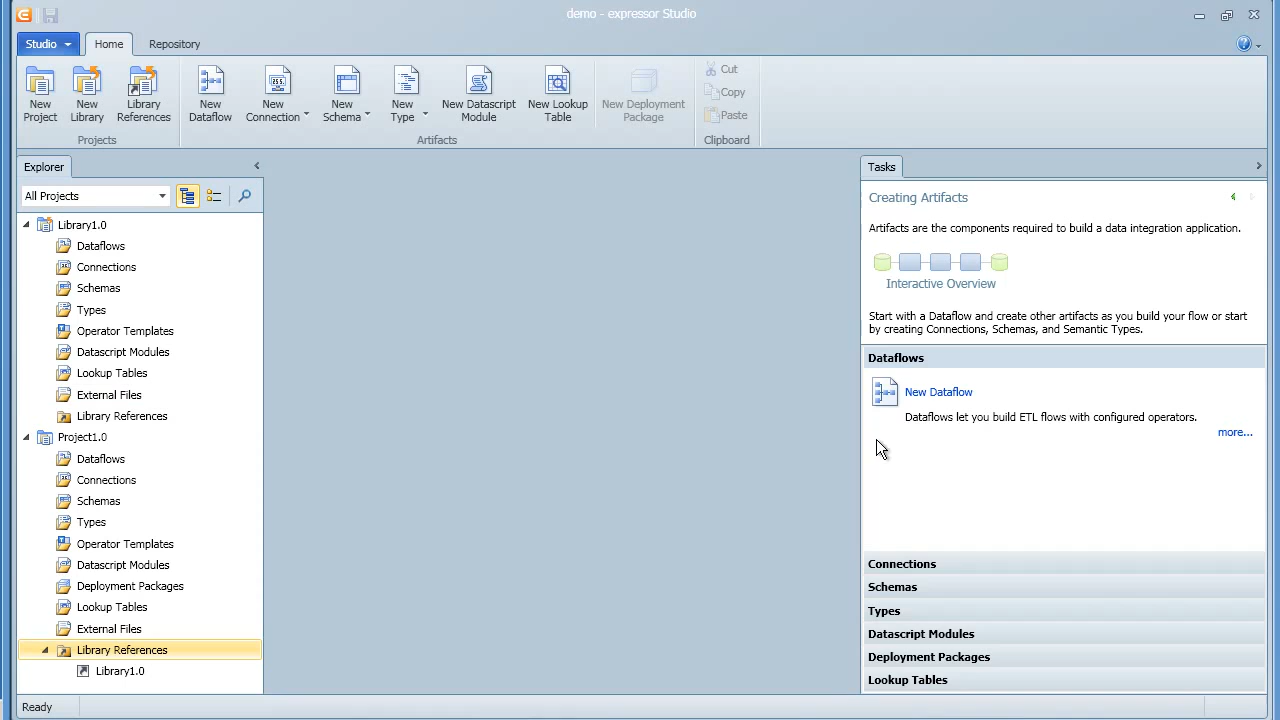 demo - expressor Studio
Studio
Home
Repository
New Project
New Library
Library References
New Dataflow
New Connection
New Schema
New Type
New Datascript Module
New Lookup Table
New Deployment Package
Cut
Copy
Paste
Projects
Artifacts
Clipboard
Explorer
All Projects
Library1.0
Dataflows
Connections
Schemas
Types
Operator Templates
Datascript Modules
Lookup Tables
External Files
Library References
Project1.0
Dataflows
Connections
Schemas
Types
Operator Templates
Datascript Modules
Deployment Packages
Lookup Tables
External Files
Library References
Library1.0
Tasks
Creating Artifacts
Artifacts are the components required to build a data integration application.
Interactive Overview
Start with a Dataflow and create other artifacts as you build your flow or start
by creating Connections, Schemas, and Semantic Types.
Dataflows
New Dataflow
Dataflows let you build ETL flows with configured operators.
more...
Connections
Schemas
Types
Datascript Modules
Deployment Packages
Lookup Tables
Ready